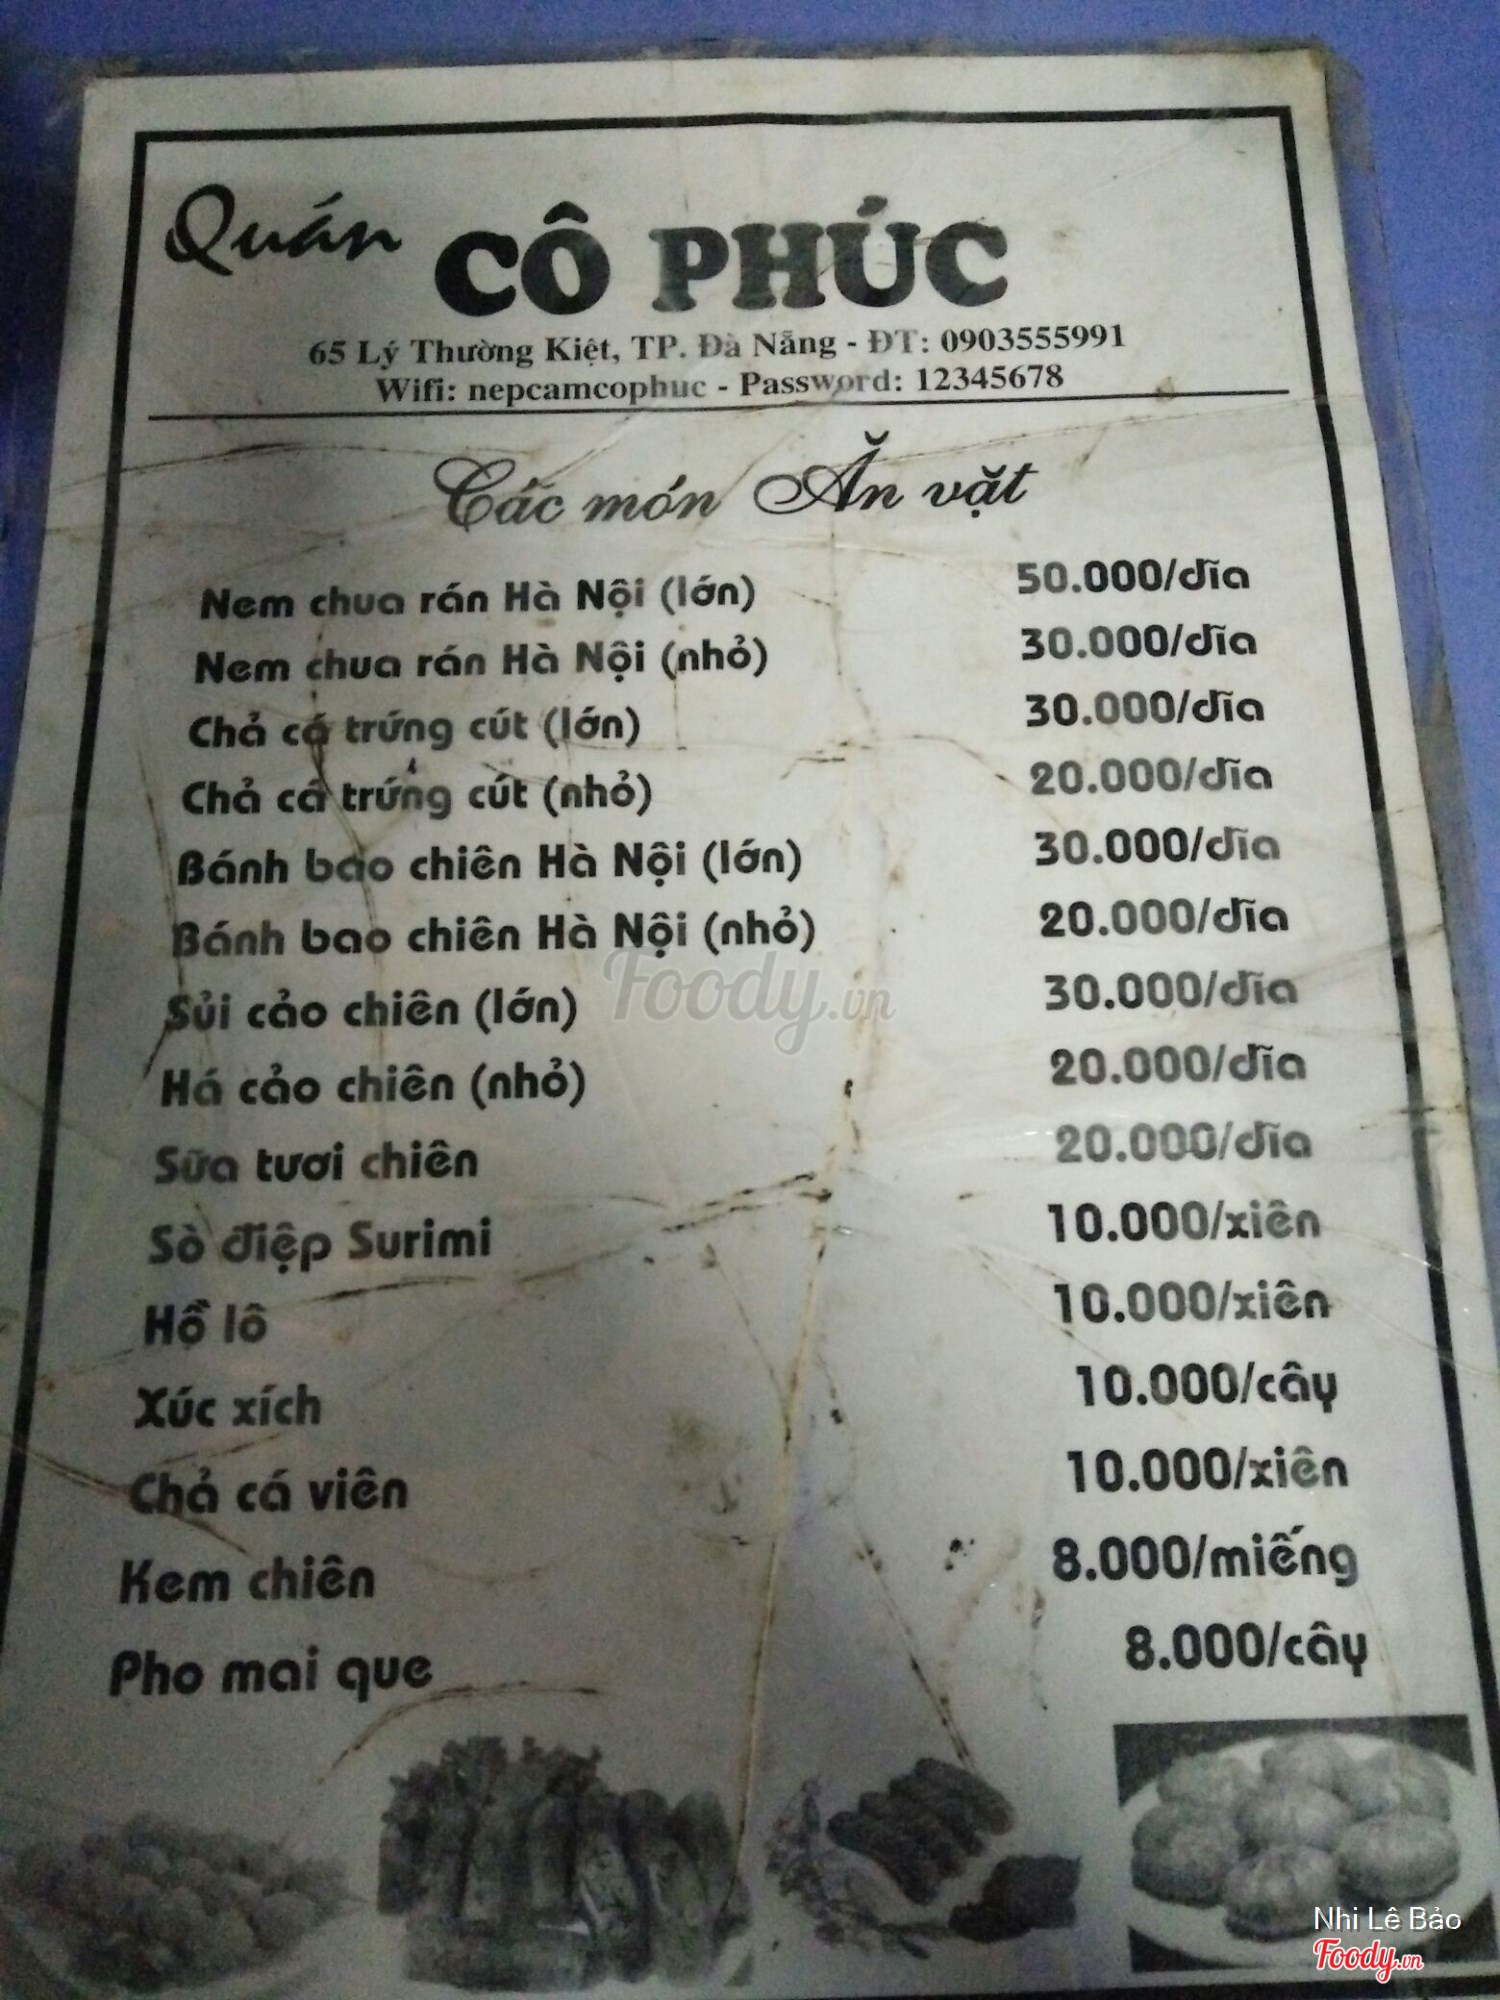 Quán CÔ PHÚC
65 Lý Thường Kiệt, TP. Đà Nẵng - ĐT: 0903555991
Wifi: nepcamcophuc - Password: 12345678
Các món Ăn vặt
Nem chua rán Hà Nội (lớn) 50.000/đĩa
Nem chua rán Hà Nội (nhỏ) 30.000/đĩa
Chả cá trứng cút (lớn) 30.000/đĩa
Chả cá trứng cút (nhỏ) 20.000/đĩa
Bánh bao chiên Hà Nội (lớn) 30.000/đĩa
Bánh bao chiên Hà Nội (nhỏ) 20.000/đĩa
Sủi cảo chiên (lớn) 30.000/đĩa
Há cảo chiên (nhỏ) 20.000/đĩa
Sữa tươi chiên 20.000/đĩa
Sò điệp Surimi 10.000/xiên
Hồ lô 10.000/xiên
Xúc xích 10.000/cây
Chả cá viên 10.000/xiên
Kem chiên 8.000/miếng
Pho mai que 8.000/cây
Foody.vn
Nhi Lê Bảo
Foody.vn